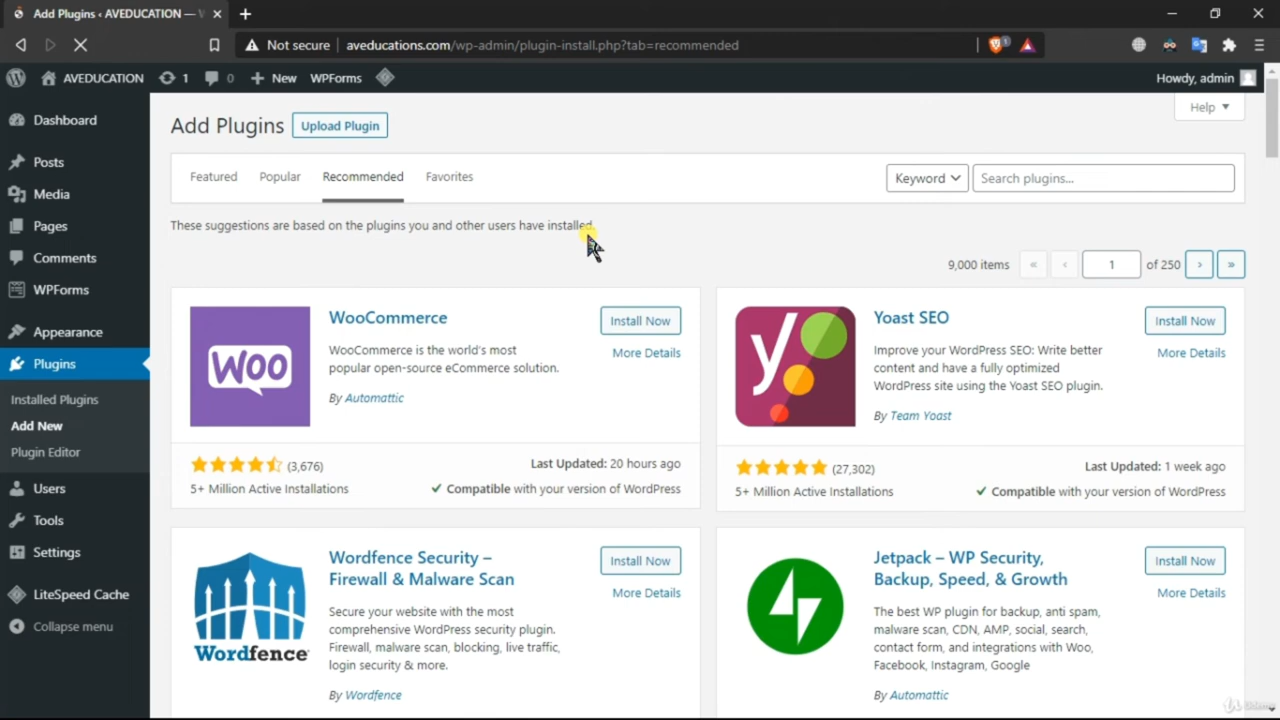 Add Plugins ‹ AVEDUCATION — W
Not secure aveducations.com/wp-admin/plugin-install.php?tab=recommended
AVEDUCATION 1 0 New WPForms Howdy, admin
Help
Dashboard
Posts
Media
Pages
Comments
WPForms
Appearance
Plugins
Installed Plugins
Add New
Plugin Editor
Users
Tools
Settings
LiteSpeed Cache
Collapse menu
Add Plugins Upload Plugin
Featured Popular Recommended Favorites Keyword Search plugins...
These suggestions are based on the plugins you and other users have installed.
9,000 items « ‹ 1 of 250 › »
WooCommerce
Install Now
More Details
WOO
WooCommerce is the world's most
popular open-source eCommerce solution.
By Automattic
(3,676) Last Updated: 20 hours ago
5+ Million Active Installations Compatible with your version of WordPress
Yoast SEO
Install Now
More Details
y
Improve your WordPress SEO: Write better
content and have a fully optimized
WordPress site using the Yoast SEO plugin.
By Team Yoast
(27,302) Last Updated: 1 week ago
5+ Million Active Installations Compatible with your version of WordPress
Wordfence Security –
Firewall & Malware Scan
Install Now
More Details
Wordfence
Secure your website with the most
comprehensive WordPress security plugin.
Firewall, malware scan, blocking, live traffic,
login security & more.
By Wordfence
Jetpack – WP Security,
Backup, Speed, & Growth
Install Now
More Details
The best WP plugin for backup, anti spam,
malware scan, CDN, AMP, social, search,
contact form, and integrations with Woo,
Facebook, Instagram, Google
By Automattic